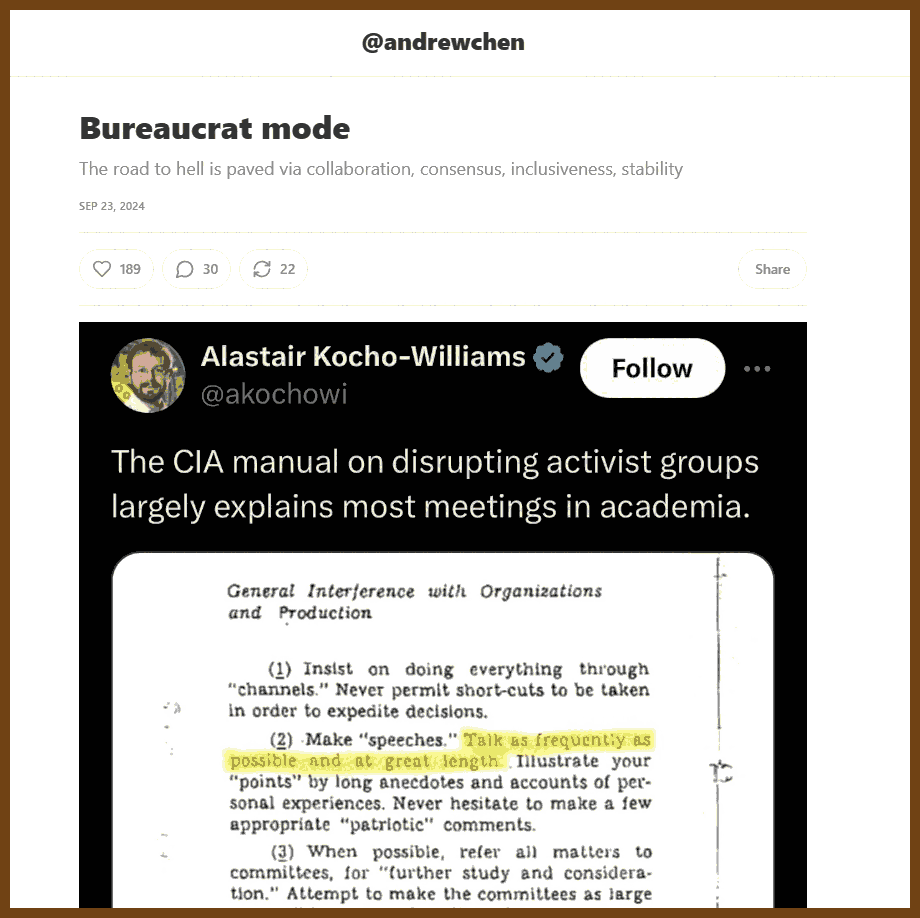 @andrewchen
Bureaucrat mode
The road to hell is paved via collaboration, consensus, inclusiveness, stability
SEP 23, 2024
189
30
22
Share
Alastair Kocho-Williams
Follow
@akochowi
The CIA manual on disrupting activist groups
largely explains most meetings in academia.
General Interference with Organizations
and Production
(1) Insist on doing everything through
"channels." Never permit short-cuts to be taken
in order to expedite decisions.
(2) Make "speeches." Talk as frequently as
possible and at great length. Illustrate your
"points" by long anecdotes and accounts of per-
sonal experiences. Never hesitate to make a few
appropriate "patriotic" comments.
(3) When possible, refer all matters to
committees, for "further study and considera-
tion." Attempt to make the committees as large